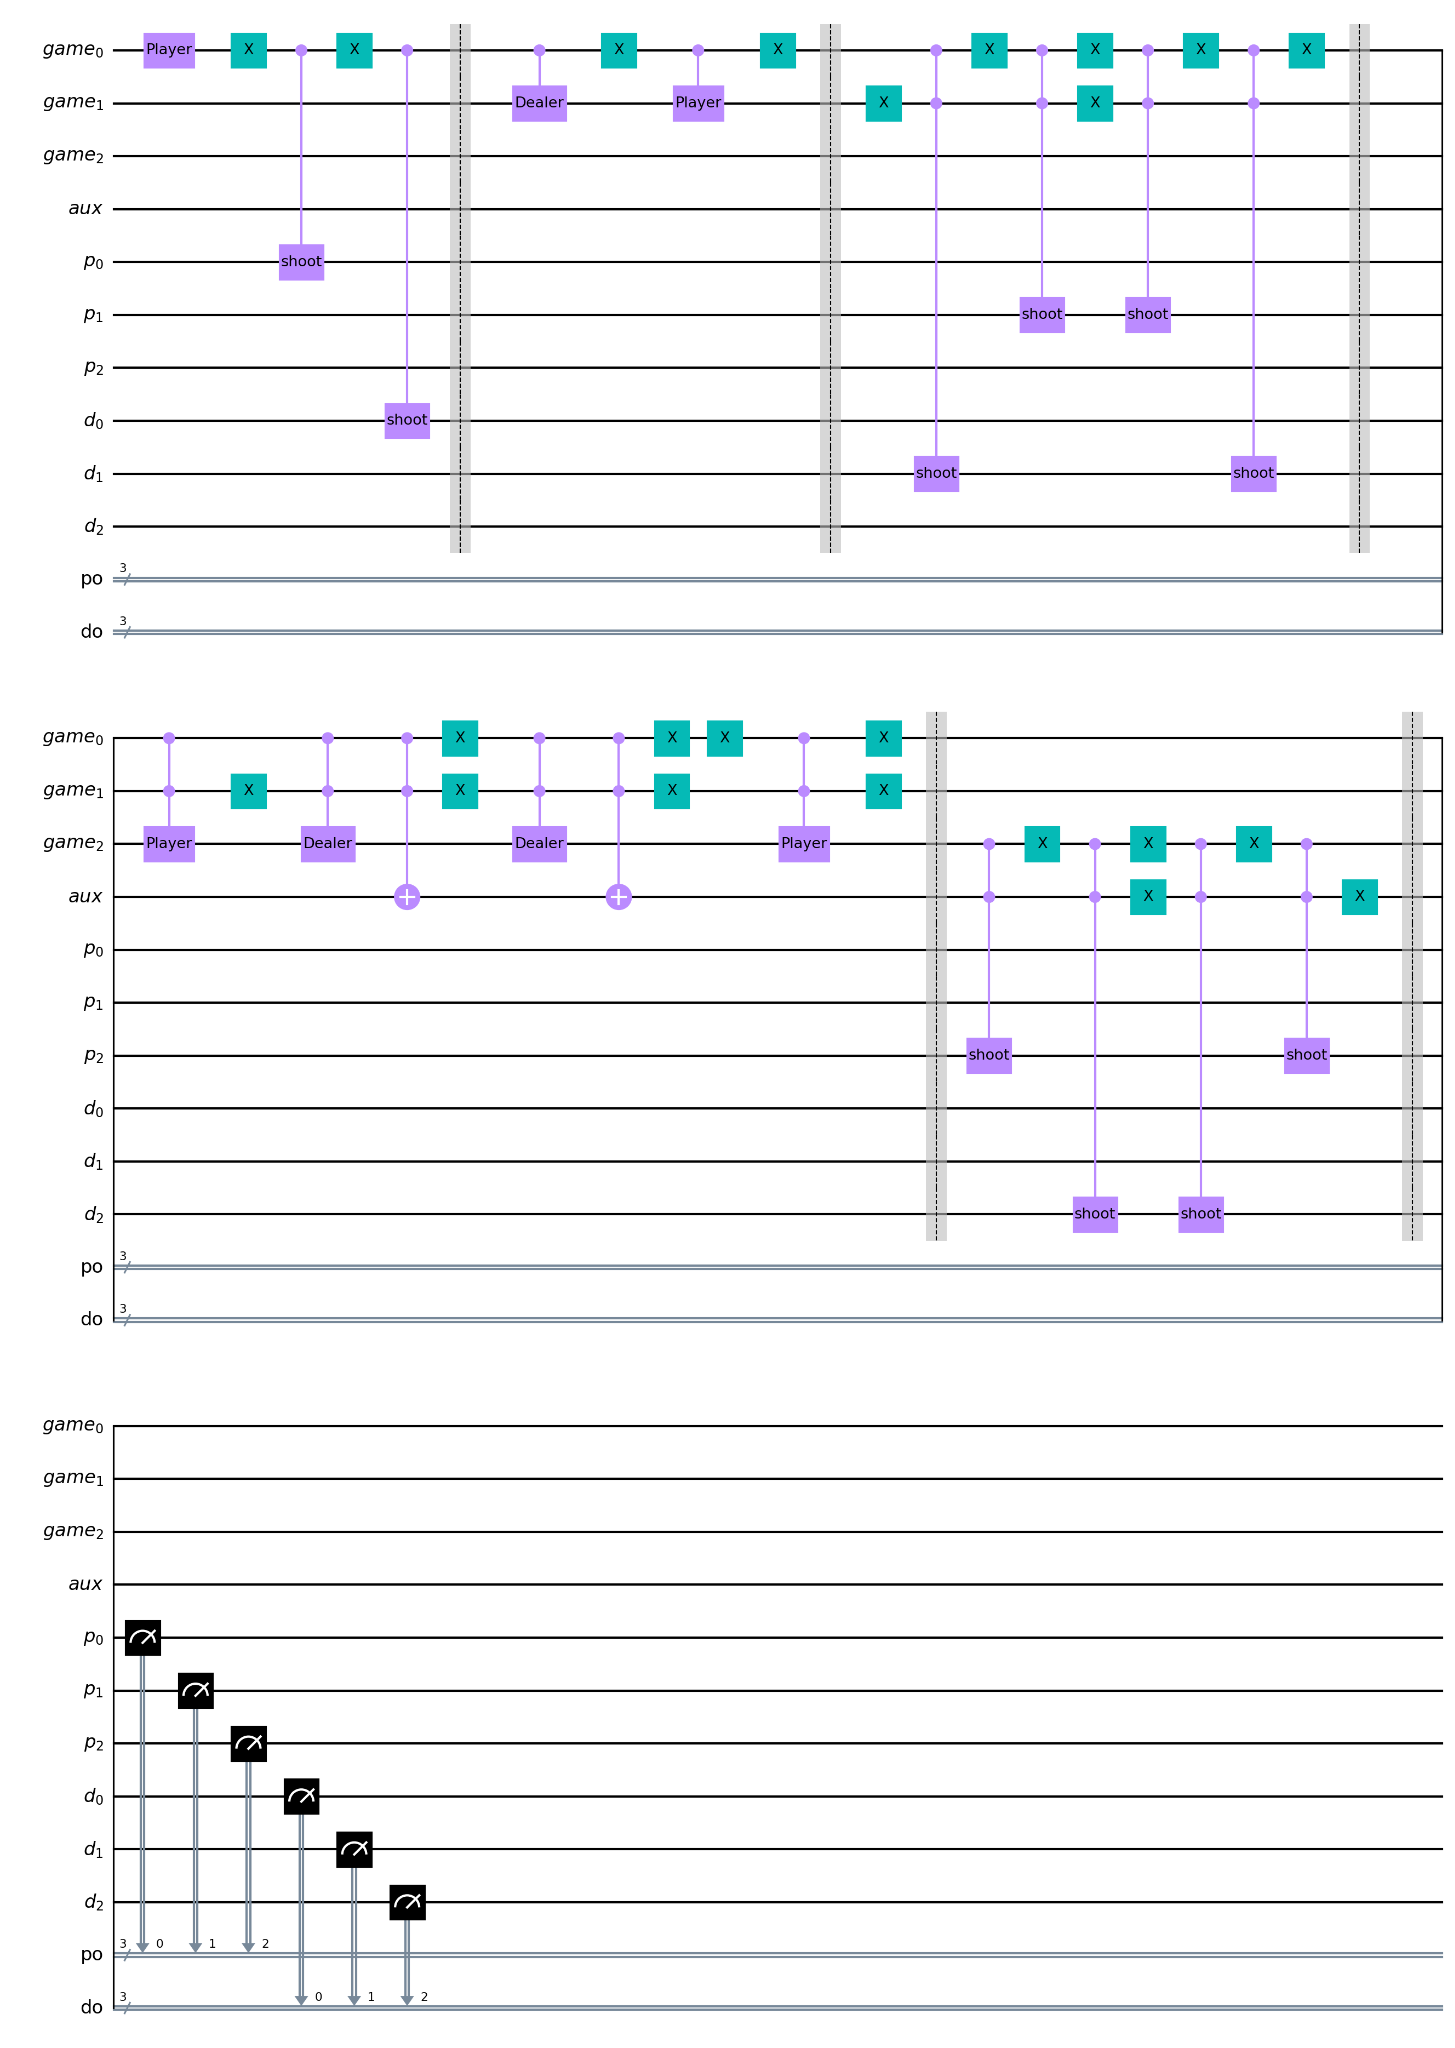 game0 Player X X X Player X X X X X
game1 Dealer Player X X
game2
aux
p0 shoot
p1 shoot shoot
p2
d0 shoot
d1 shoot shoot
d2
po 3
do 3
game0 X X X X
game1 X X X X
game2 Player Dealer Dealer Player X X X
aux X X
p0
p1
p2 shoot shoot
d0
d1
d2 shoot shoot
po 3
do 3
game0
game1
game2
aux
p0
p1
p2
d0
d1
d2
po 3 0 1 2
do 3 0 1 2